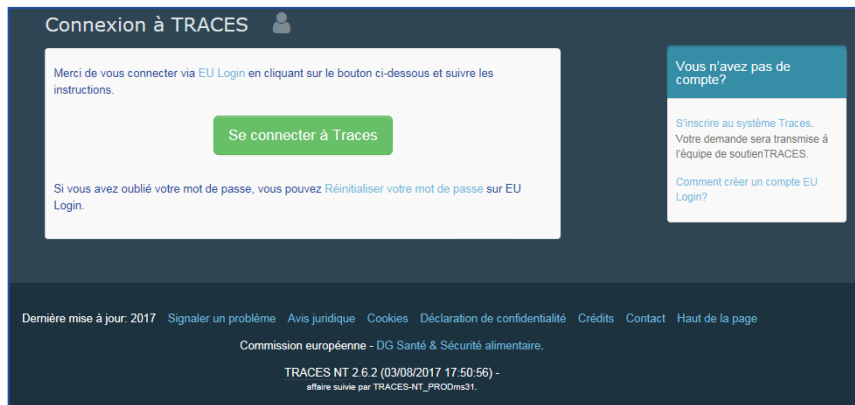 Connexion à TRACES
Merci de vous connecter via EU Login en cliquant sur le bouton ci-dessous et suivre les
instructions.
Se connecter à Traces
Si vous avez oublié votre mot de passe, vous pouvez Réinitialiser votre mot de passe sur EU
Login.
Vous n'avez pas de
compte?
S'inscrire au système Traces.
Votre demande sera transmise à
l'équipe de soutienTRACES.
Comment créer un compte EU
Login?
Dernière mise à jour: 2017 Signaler un problème Avis juridique Cookies Déclaration de confidentialité Crédits Contact Haut de la page
Commission européenne - DG Santé & Sécurité alimentaire.
TRACES NT 2.6.2 (03/08/2017 17:50:56) -
affaire suivie par TRACES-NT_PRODms31.